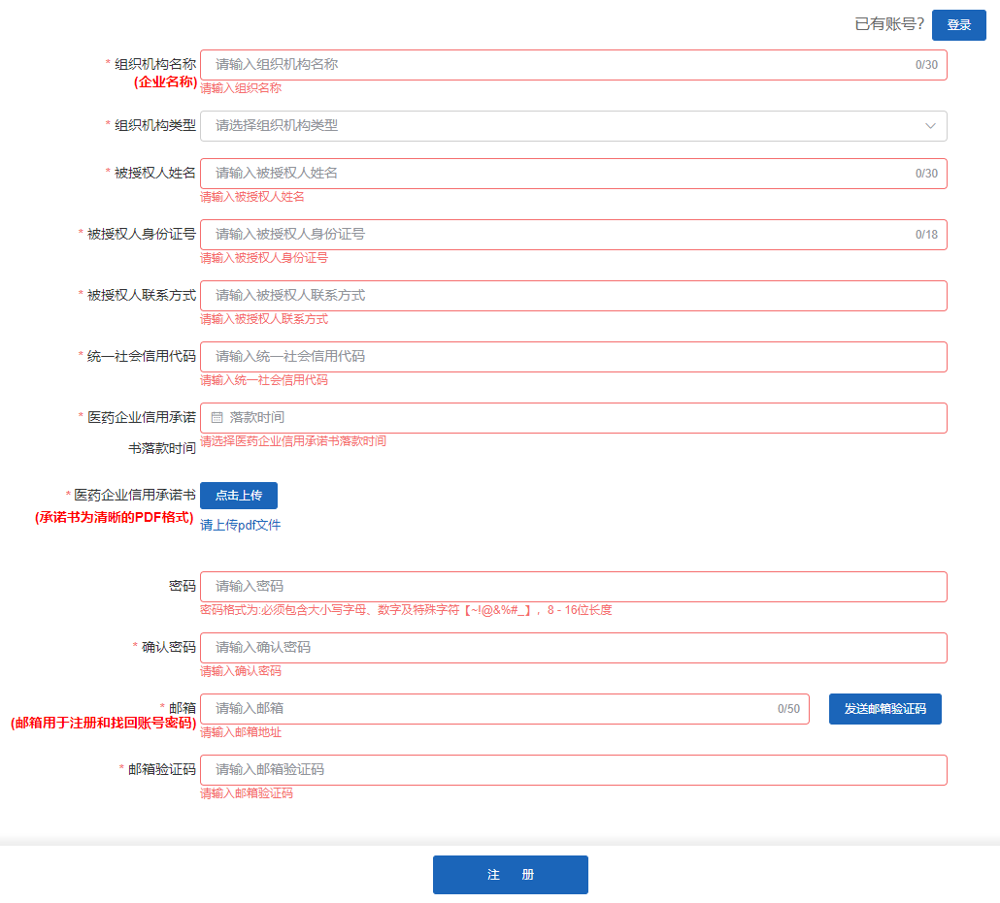 已有账号? 登录
* 组织机构名称 请输入组织机构名称 0/30
(企业名称) 请输入组织名称
* 组织机构类型 请选择组织机构类型
* 被授权人姓名 请输入被授权人姓名 0/30
请输入被授权人姓名
* 被授权人身份证号 请输入被授权人身份证号 0/18
请输入被授权人身份证号
* 被授权人联系方式 请输入被授权人联系方式
请输入被授权人联系方式
* 统一社会信用代码 请输入统一社会信用代码
请输入统一社会信用代码
* 医药企业信用承诺 落款时间
书落款时间 请选择医药企业信用承诺书落款时间
* 医药企业信用承诺书 点击上传
(承诺书为清晰的PDF格式) 请上传pdf文件
密码 请输入密码
密码格式为:必须包含大小写字母、数字及特殊字符【~!@&%#_】，8 - 16位长度
* 确认密码 请输入确认密码
请输入确认密码
* 邮箱 请输入邮箱 0/50 发送邮箱验证码
(邮箱用于注册和找回账号密码) 请输入邮箱地址
* 邮箱验证码 请输入邮箱验证码
请输入邮箱验证码
注 册